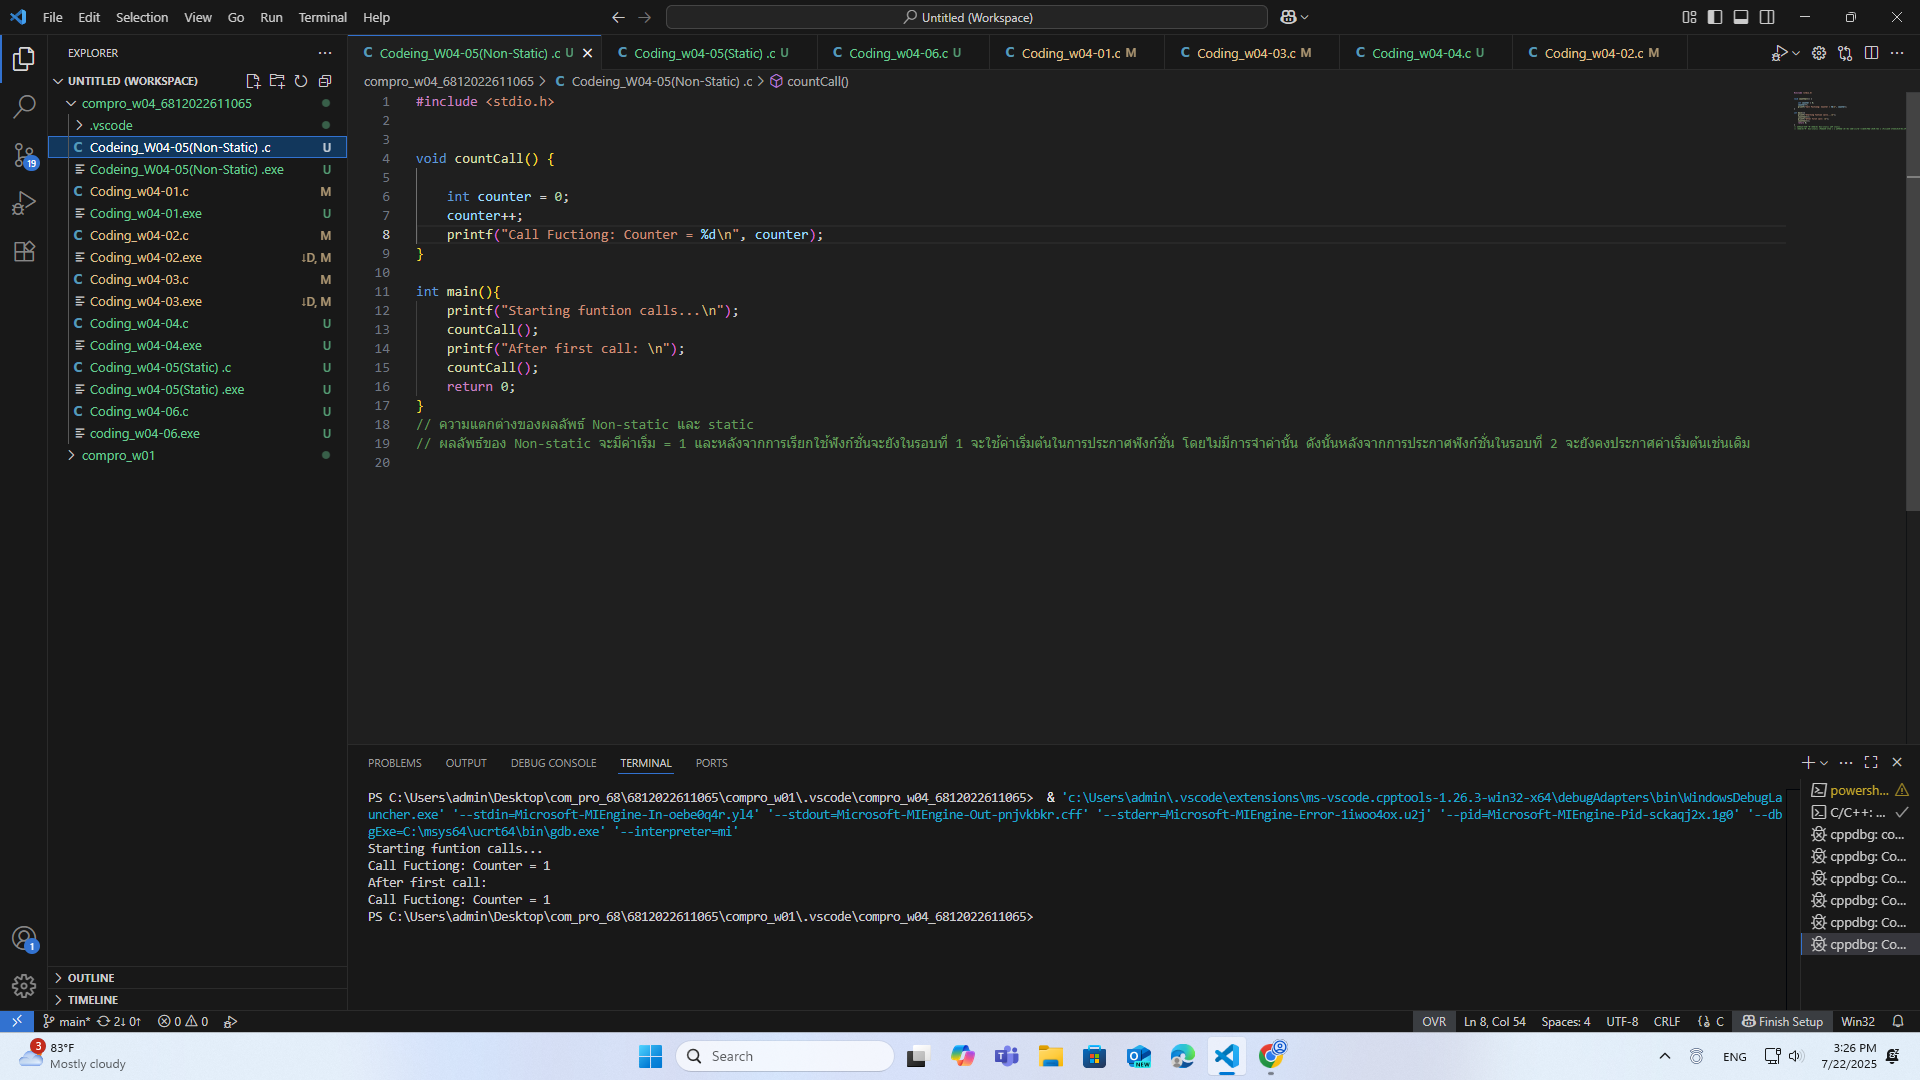 File Edit Selection View Go Run Terminal Help
Untitled (Workspace)
EXPLORER
UNTITLED (WORKSPACE)
compro_w04_6812022611065
.vscode
Codeing_W04-05(Non-Static) .c U
Codeing_W04-05(Non-Static) .exe U
Coding_w04-01.c M
Coding_w04-01.exe U
Coding_w04-02.c M
Coding_w04-02.exe ↓D, M
Coding_w04-03.c M
Coding_w04-03.exe ↓D, M
Coding_w04-04.c U
Coding_w04-04.exe U
Coding_w04-05(Static) .c U
Coding_w04-05(Static) .exe U
Coding_w04-06.c U
coding_w04-06.exe U
compro_w01
OUTLINE
TIMELINE
19
1
Codeing_W04-05(Non-Static) .c U Coding_w04-05(Static) .c U Coding_w04-06.c U Coding_w04-01.c M Coding_w04-03.c M Coding_w04-04.c U Coding_w04-02.c M
compro_w04_6812022611065 > C Codeing_W04-05(Non-Static) .c > countCall()
1 #include <stdio.h>
2
3
4 void countCall() {
5
6 int counter = 0;
7 counter++;
8 printf("Call Fuctiong: Counter = %d\n", counter);
9 }
10
11 int main(){
12 printf("Starting funtion calls...\n");
13 countCall();
14 printf("After first call: \n");
15 countCall();
16 return 0;
17 }
18 // ความแตกต่างของผลลัพธ์ Non-static และ static
19 // ผลลัพธ์ของ Non-static จะมีค่าเริ่ม = 1 และหลังจากการเรียกใช้ฟังก์ชั่นจะยังในรอบที่ 1 จะใช้ค่าเริ่มต้นในการประกาศฟังก์ชั่น โดยไม่มีการจำค่านั้น ดังนั้นหลังจากการประกาศฟังก์ชั่นในรอบที่ 2 จะยังคงประกาศค่าเริ่มต้นเช่นเดิม
20
PROBLEMS OUTPUT DEBUG CONSOLE TERMINAL PORTS
PS C:\Users\admin\Desktop\com_pro_68\6812022611065\compro_w01\.vscode\compro_w04_6812022611065> & 'c:\Users\admin\.vscode\extensions\ms-vscode.cpptools-1.26.3-win32-x64\debugAdapters\bin\WindowsDebugLa
uncher.exe' '--stdin=Microsoft-MIEngine-In-oebe0q4r.yl4' '--stdout=Microsoft-MIEngine-Out-pnjvkbkr.cff' '--stderr=Microsoft-MIEngine-Error-1iwoo4ox.u2j' '--pid=Microsoft-MIEngine-Pid-sckaqj2x.1g0' '--db
gExe=C:\msys64\ucrt64\bin\gdb.exe' '--interpreter=mi'
Starting funtion calls...
Call Fuctiong: Counter = 1
After first call:
Call Fuctiong: Counter = 1
PS C:\Users\admin\Desktop\com_pro_68\6812022611065\compro_w01\.vscode\compro_w04_6812022611065>
powersh...
C/C++: ...
cppdbg: co...
cppdbg: Co...
cppdbg: Co...
cppdbg: Co...
cppdbg: Co...
cppdbg: Co...
main* 2↓ 0↑ 0 0
OVR Ln 8, Col 54 Spaces: 4 UTF-8 CRLF {} C Finish Setup Win32
3
83°F
Mostly cloudy
Search
NEW
ENG
3:26 PM
7/22/2025